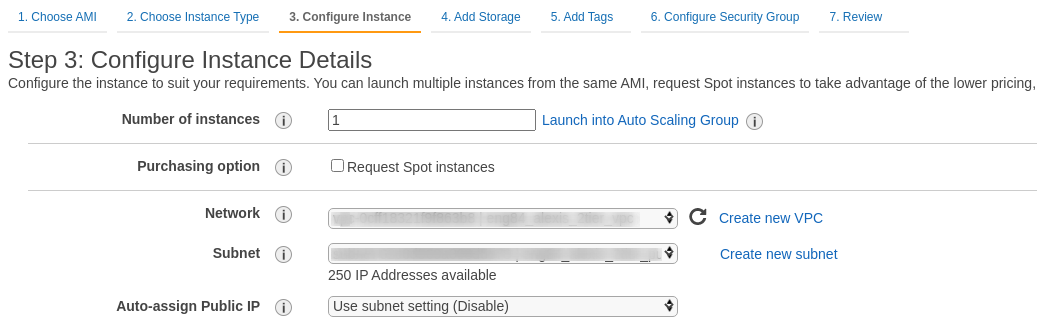 1. Choose AMI 2. Choose Instance Type 3. Configure Instance 4. Add Storage 5. Add Tags 6. Configure Security Group 7. Review
Step 3: Configure Instance Details
Configure the instance to suit your requirements. You can launch multiple instances from the same AMI, request Spot instances to take advantage of the lower pricing,
Number of instances i 1 Launch into Auto Scaling Group i
Purchasing option i Request Spot instances
Network i Create new VPC
Subnet i Create new subnet
250 IP Addresses available
Auto-assign Public IP i Use subnet setting (Disable)